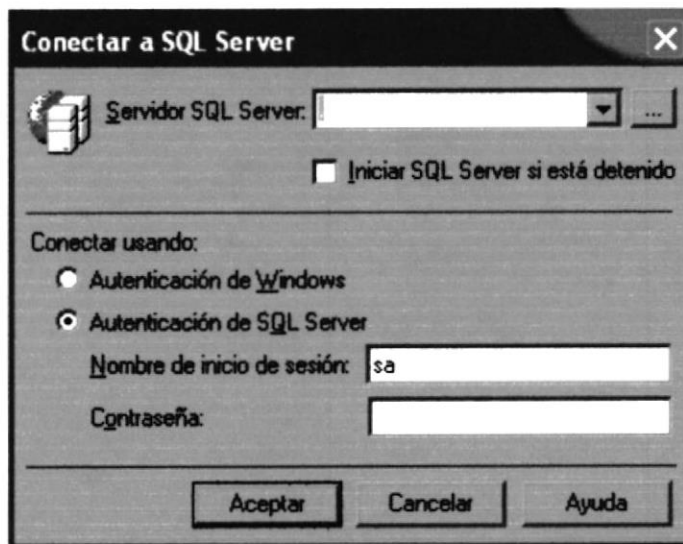 Conectar a SQL Server
Servidor SQL Server:
...
Iniciar SQL Server si está detenido
Conectar usando:
Autenticación de Windows
Autenticación de SQL Server
Nombre de inicio de sesión: sa
Contraseña:
Aceptar Cancelar Ayuda